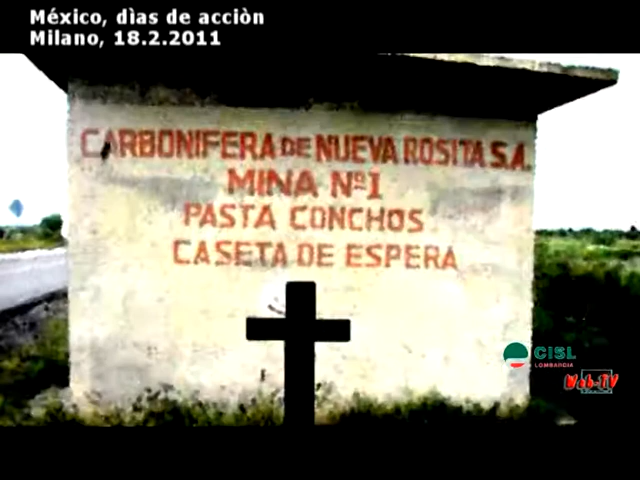 México, dìas de acciòn
Milano, 18.2.2011
CARBONIFERA DE NUEVA ROSITA S.A.
MINA Nº1
PASTA CONCHOS
CASETA DE ESPERA
CISL
LOMBARDIA
Web-TV